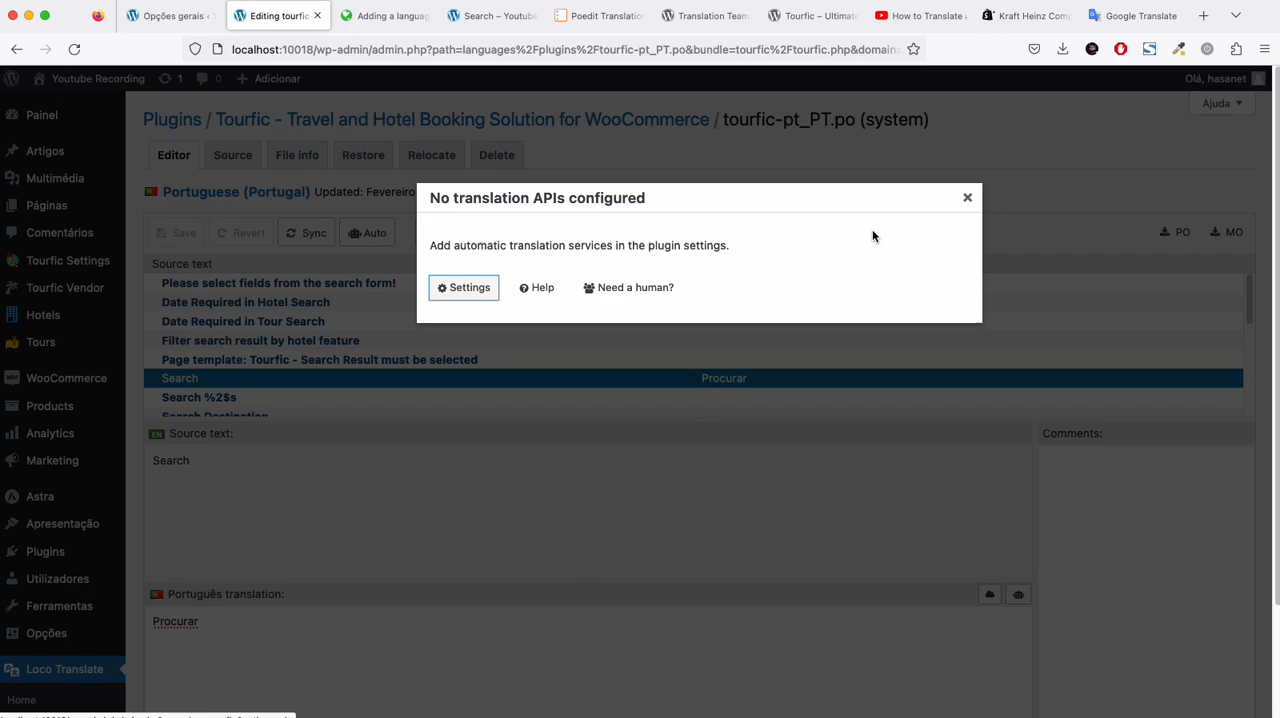 Opções gerais ‹
Editing tourfic
Adding a languag
Search – Youtube
Poedit Translatio
Translation Team
Tourfic – Ultimat
How to Translate
Kraft Heinz Com
Google Translate
localhost:10018/wp-admin/admin.php?path=languages%2Fplugins%2Ftourfic-pt_PT.po&bundle=tourfic%2Ftourfic.php&domain
Youtube Recording
1
0
Adicionar
Olá, hasanet
Ajuda
Painel
Artigos
Multimédia
Páginas
Comentários
Tourfic Settings
Tourfic Vendor
Hotels
Tours
WooCommerce
Products
Analytics
Marketing
Astra
Apresentação
Plugins
Utilizadores
Ferramentas
Opções
Loco Translate
Home
Plugins / Tourfic - Travel and Hotel Booking Solution for WooCommerce / tourfic-pt_PT.po (system)
Editor
Source
File info
Restore
Relocate
Delete
Portuguese (Portugal) Updated: Fevereiro
Save
Revert
Sync
Auto
PO
MO
No translation APIs configured
Add automatic translation services in the plugin settings.
Settings
Help
Need a human?
Source text
Please select fields from the search form!
Date Required in Hotel Search
Date Required in Tour Search
Filter search result by hotel feature
Page template: Tourfic - Search Result must be selected
Search
Procurar
Search %2$s
Search Destination
EN Source text:
Comments:
Search
Português translation:
Procurar